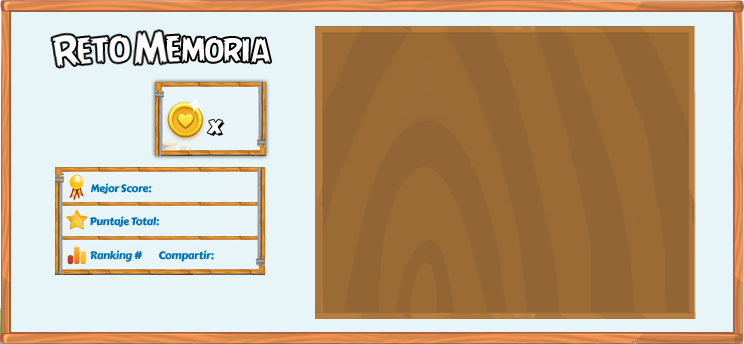 RETO MEMORIA
x
Mejor Score:
Puntaje Total:
Ranking # Compartir: